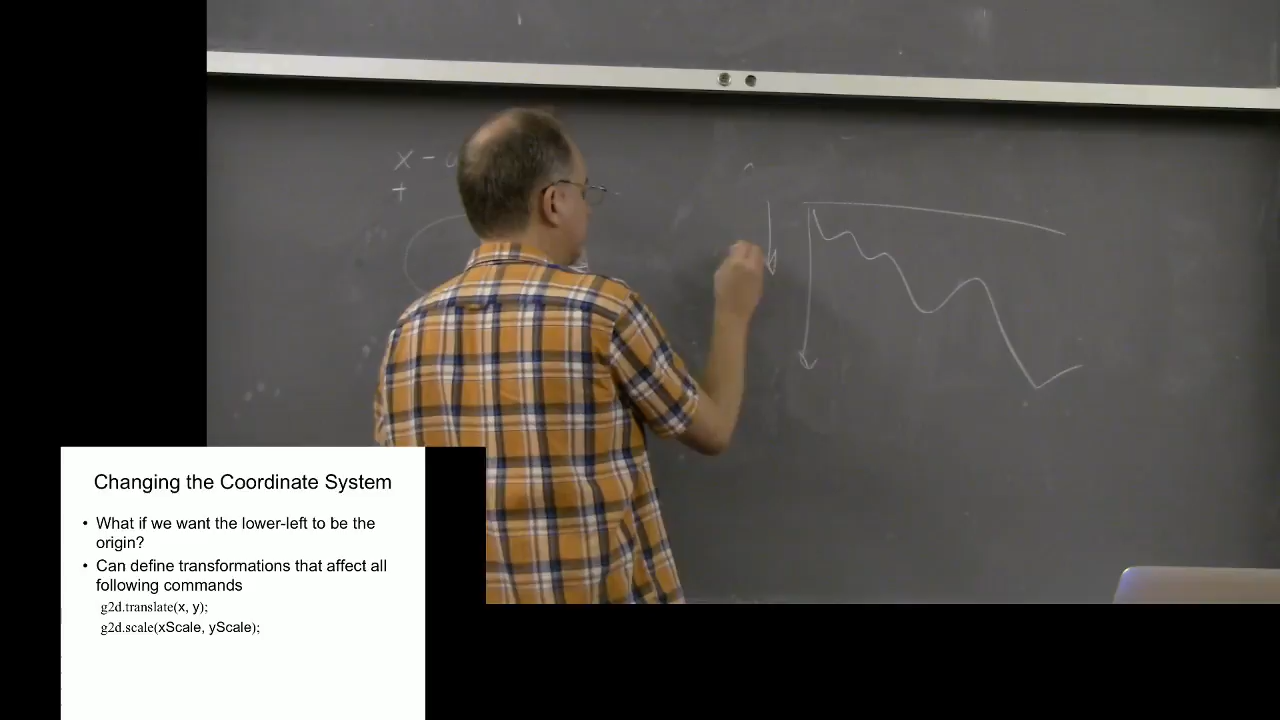 x -
+
Changing the Coordinate System
• What if we want the lower-left to be the
origin?
• Can define transformations that affect all
following commands
g2d.translate(x, y);
g2d.scale(xScale, yScale);